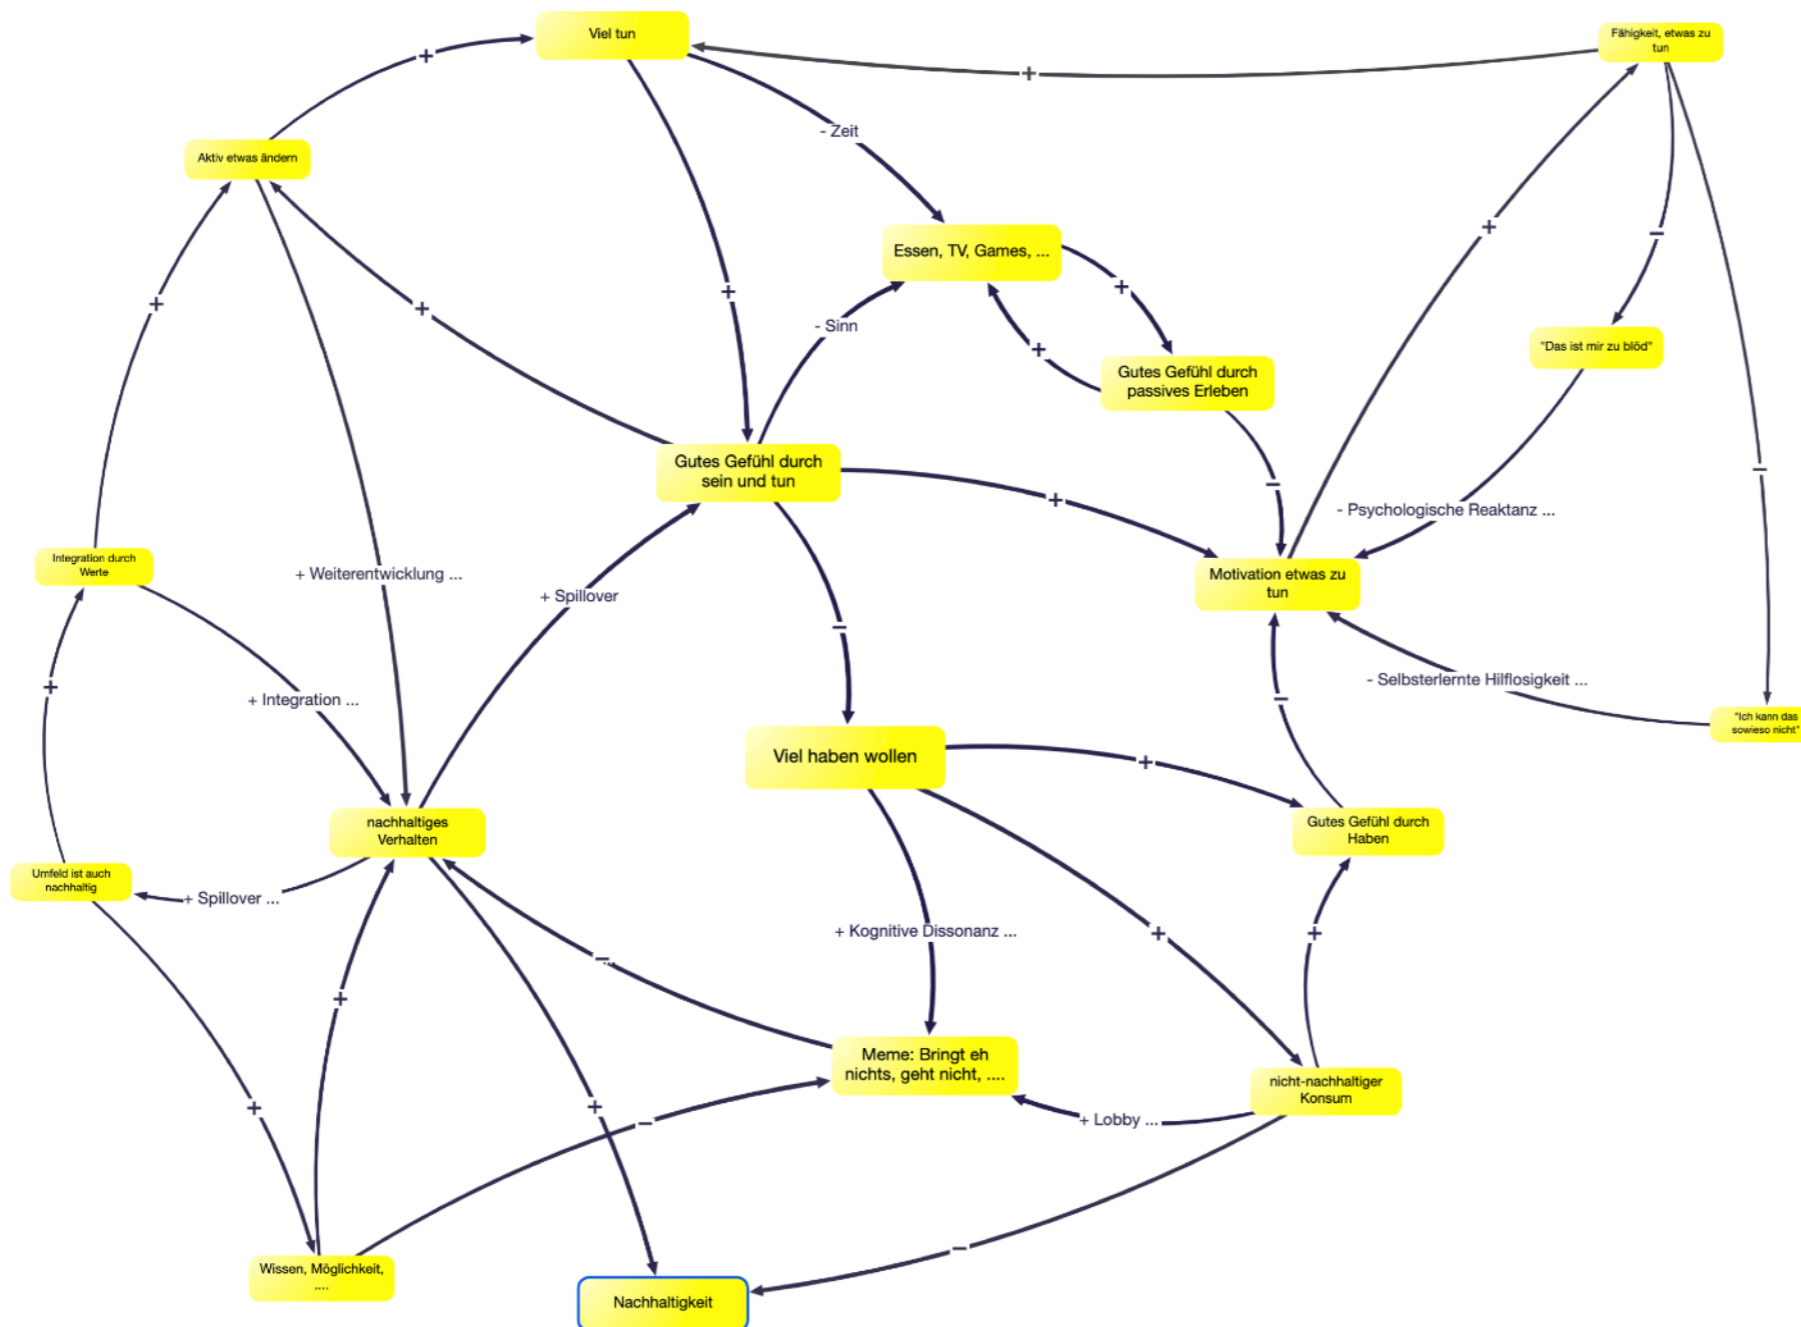 Viel tun
Fähigkeit, etwas zu
tun
+
+
- Zeit
Aktiv etwas ändern
+
–
Essen, TV, Games, ...
+
+
+
+
- Sinn
+
"Das ist mir zu blöd"
Gutes Gefühl durch
passives Erleben
Gutes Gefühl durch
sein und tun
–
–
+
- Psychologische Reaktanz ...
Integration durch
Werte
+ Weiterentwicklung ...
+ Spillover
Motivation etwas zu
tun
–
+
+ Integration ...
- Selbsterlernte Hilflosigkeit ...
–
"Ich kann das
sowieso nicht"
Viel haben wollen
+
nachhaltiges
Verhalten
Gutes Gefühl durch
Haben
Umfeld ist auch
nachhaltig
+ Spillover ...
+ Kognitive Dissonanz ...
+
+
–
+
Meme: Bringt eh
nichts, geht nicht, ....
nicht-nachhaltiger
Konsum
+
+
–
+ Lobby ...
–
Wissen, Möglichkeit,
....
Nachhaltigkeit